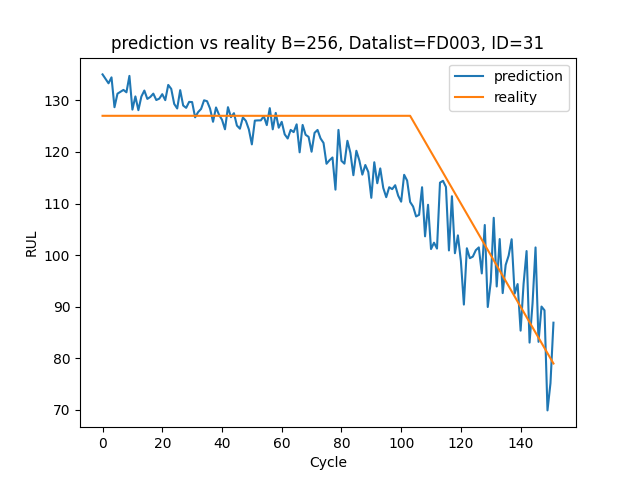 prediction vs reality B=256, Datalist=FD003, ID=31
prediction
reality
130
120
110
100
90
80
70
RUL
0 20 40 60 80 100 120 140
Cycle